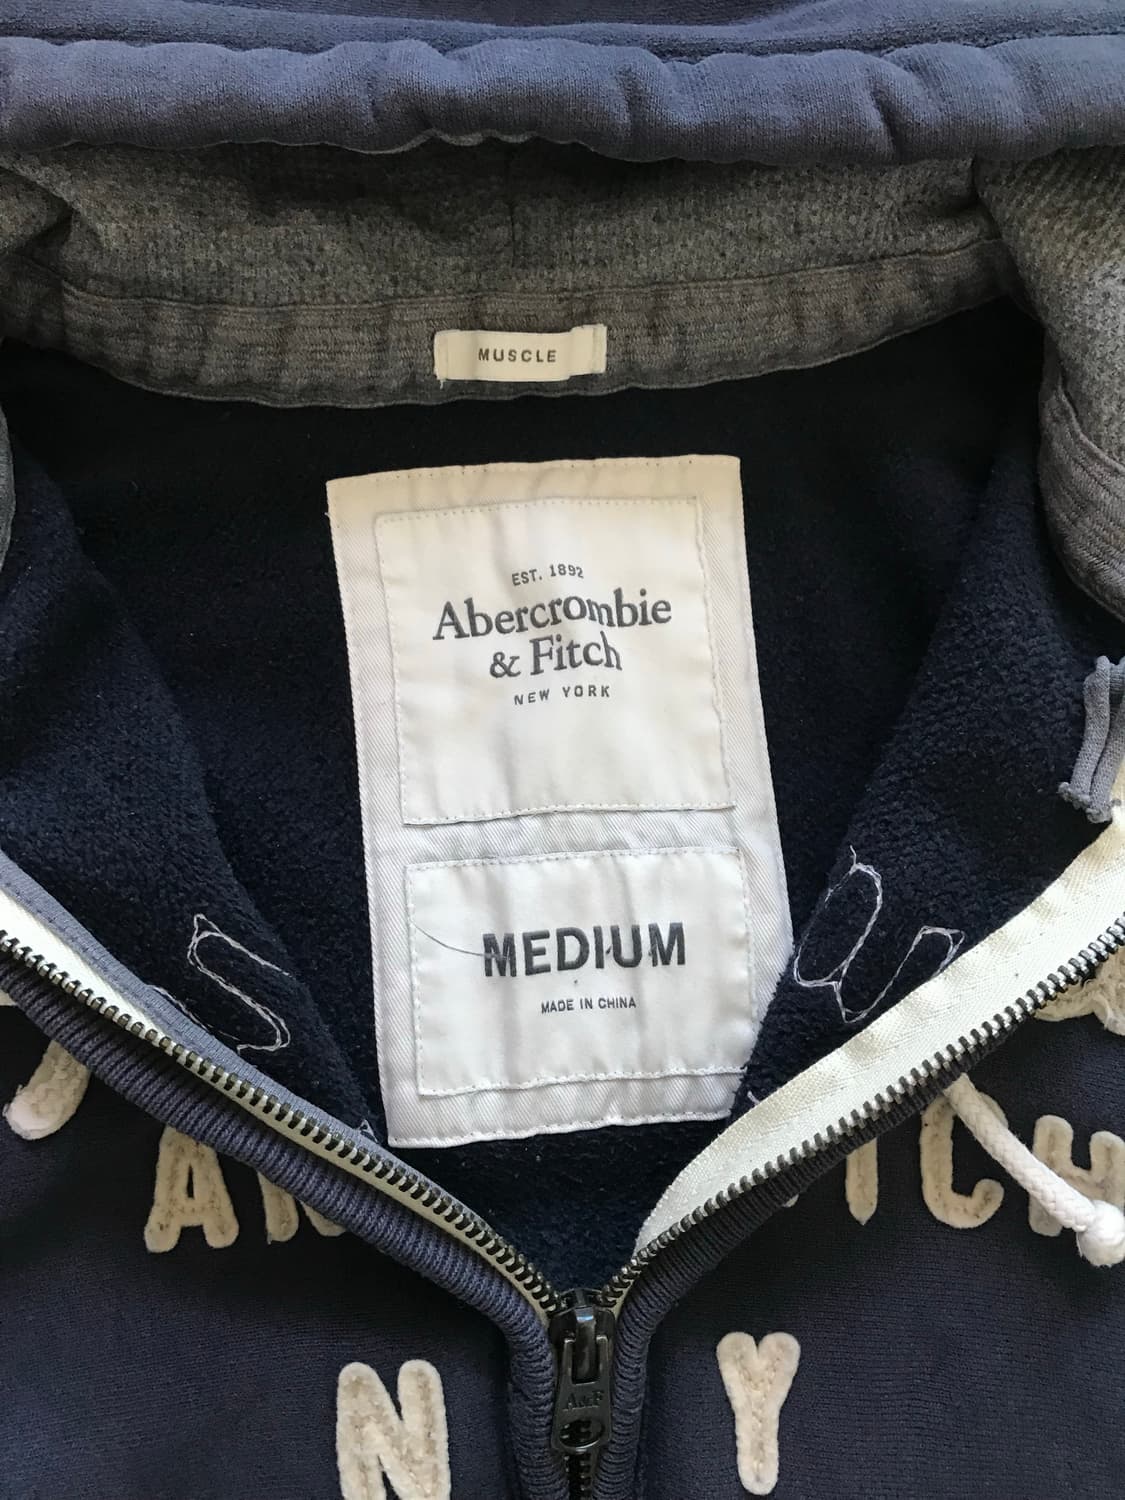 MUSCLE
EST. 1892
Abercrombie
& Fitch
NEW YORK
MEDIUM
MADE IN CHINA
A&F
N Y